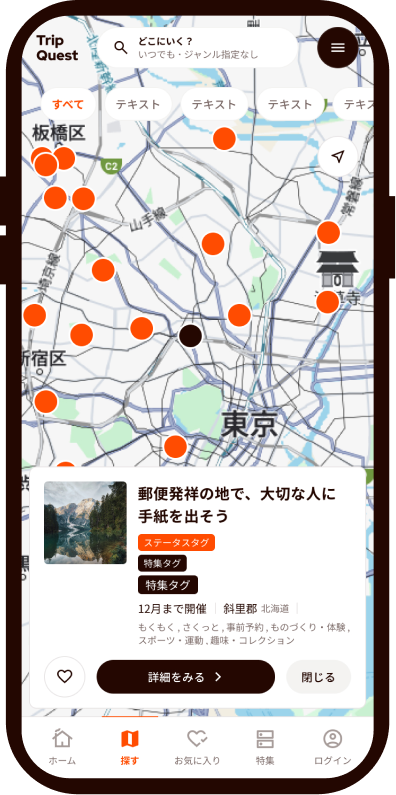 Trip
Quest
どこにいく？
いつでも・ジャンル指定なし
すべて
テキスト
テキスト
テキスト
テキス
板橋区
C2
山手線
常磐線
埼京線
新宿区
東京
郵便発祥の地で、大切な人に
手紙を出そう
ステータスタグ
特集タグ
特集タグ
12月まで開催
斜里郡 北海道
もくもく , さくっと , 事前予約 , ものづくり・体験 ,
スポーツ・運動 , 趣味・コレクション
詳細をみる
閉じる
ホーム
探す
お気に入り
特集
ログイン